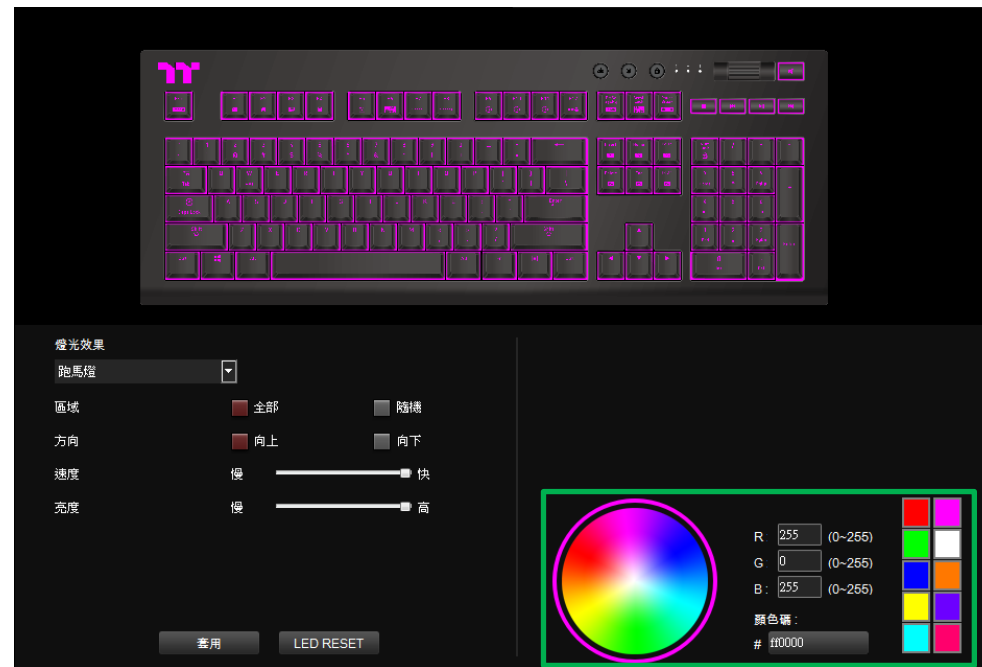 燈光效果
跑馬燈
區域 全部 隨機
方向 向上 向下
速度 慢 快
亮度 慢 高
R 255 (0~255)
G 0 (0~255)
B : 255 (0~255)
顏色碼 :
# ff0000
套用 LED RESET